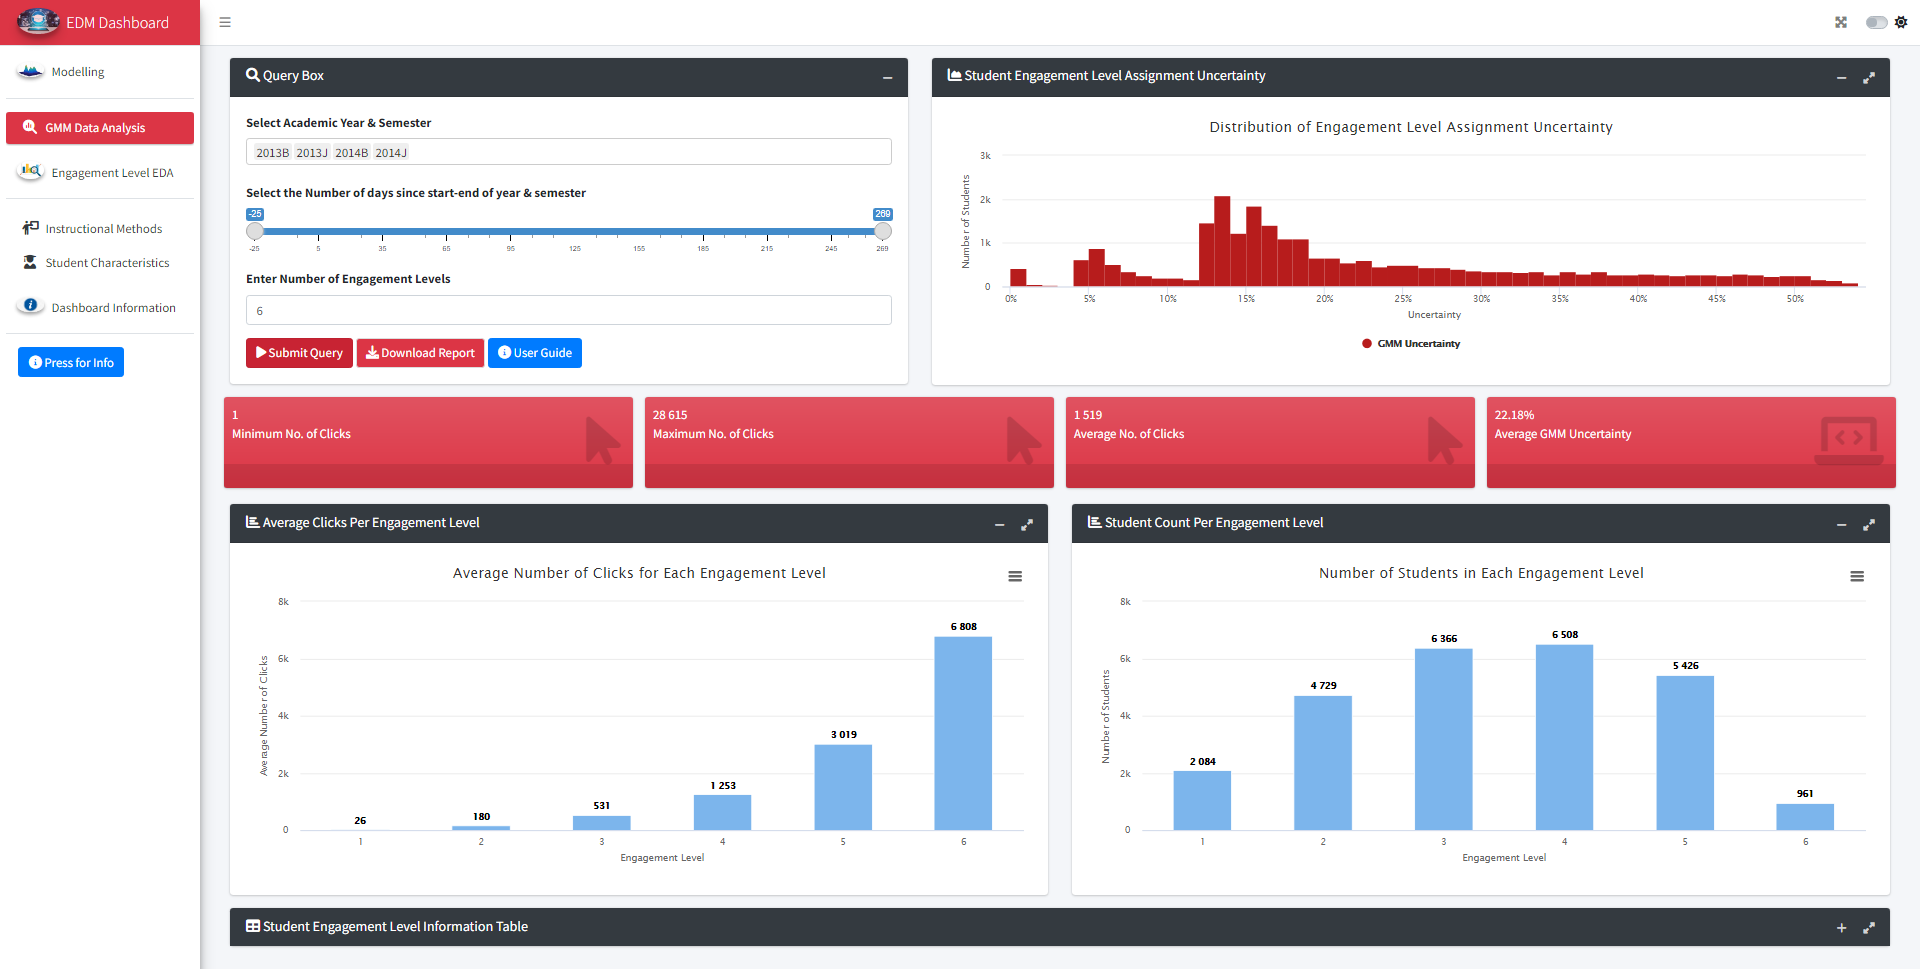 EDM Dashboard
Modelling
GMM Data Analysis
Engagement Level EDA
Instructional Methods
Student Characteristics
Dashboard Information
Press for Info
Query Box
Select Academic Year & Semester
2013B 2013J 2014B 2014J
Select the Number of days since start-end of year & semester
-25 269
-25 5 35 65 95 125 155 185 215 245 269
Enter Number of Engagement Levels
6
Submit Query Download Report User Guide
Student Engagement Level Assignment Uncertainty
Distribution of Engagement Level Assignment Uncertainty
Number of Students
3k
2k
1k
0
0% 5% 10% 15% 20% 25% 30% 35% 40% 45% 50%
Uncertainty
GMM Uncertainty
1
Minimum No. of Clicks
28 615
Maximum No. of Clicks
1 519
Average No. of Clicks
22.18%
Average GMM Uncertainty
Average Clicks Per Engagement Level
Average Number of Clicks for Each Engagement Level
Average Number of Clicks
8k
6k
4k
2k
0
26 180 531 1 253 3 019 6 808
1 2 3 4 5 6
Engagement Level
Student Count Per Engagement Level
Number of Students in Each Engagement Level
Number of Students
8k
6k
4k
2k
0
2 084 4 729 6 366 6 508 5 426 961
1 2 3 4 5 6
Engagement Level
Student Engagement Level Information Table